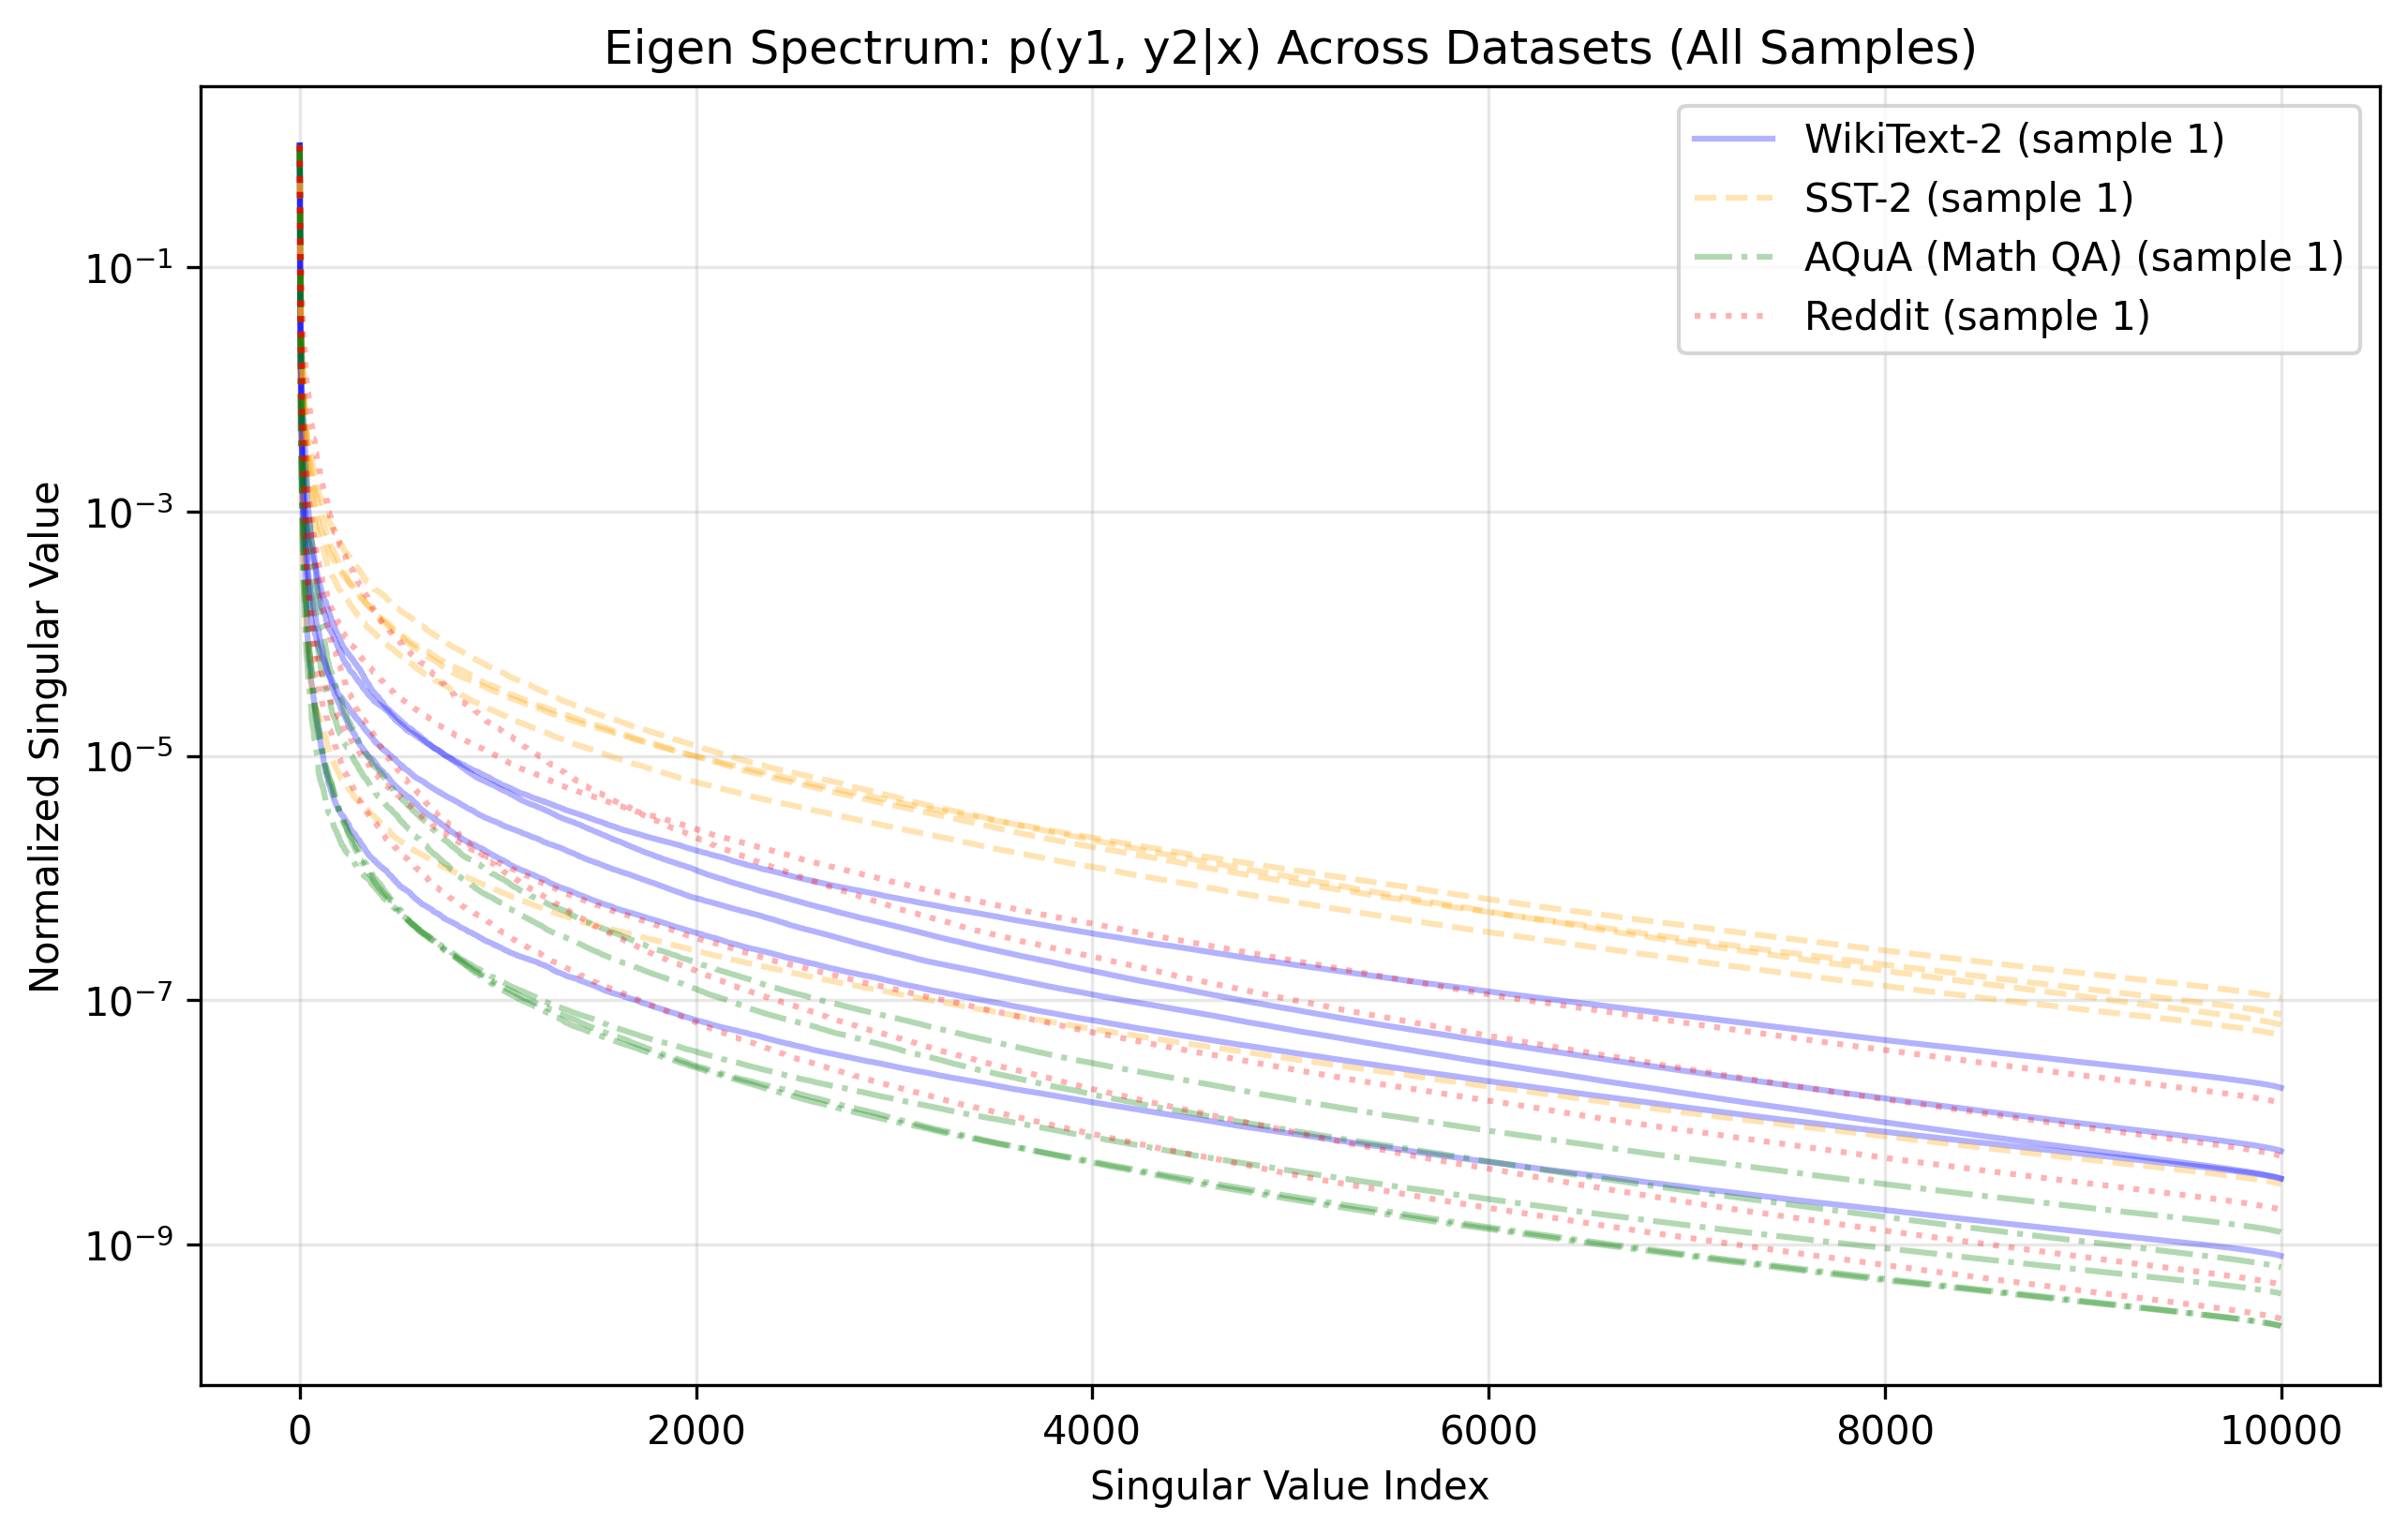 Eigen Spectrum: p(y1, y2|x) Across Datasets (All Samples)
WikiText-2 (sample 1)
SST-2 (sample 1)
AQuA (Math QA) (sample 1)
Reddit (sample 1)
Normalized Singular Value
10⁻¹
10⁻³
10⁻⁵
10⁻⁷
10⁻⁹
0 2000 4000 6000 8000 10000
Singular Value Index